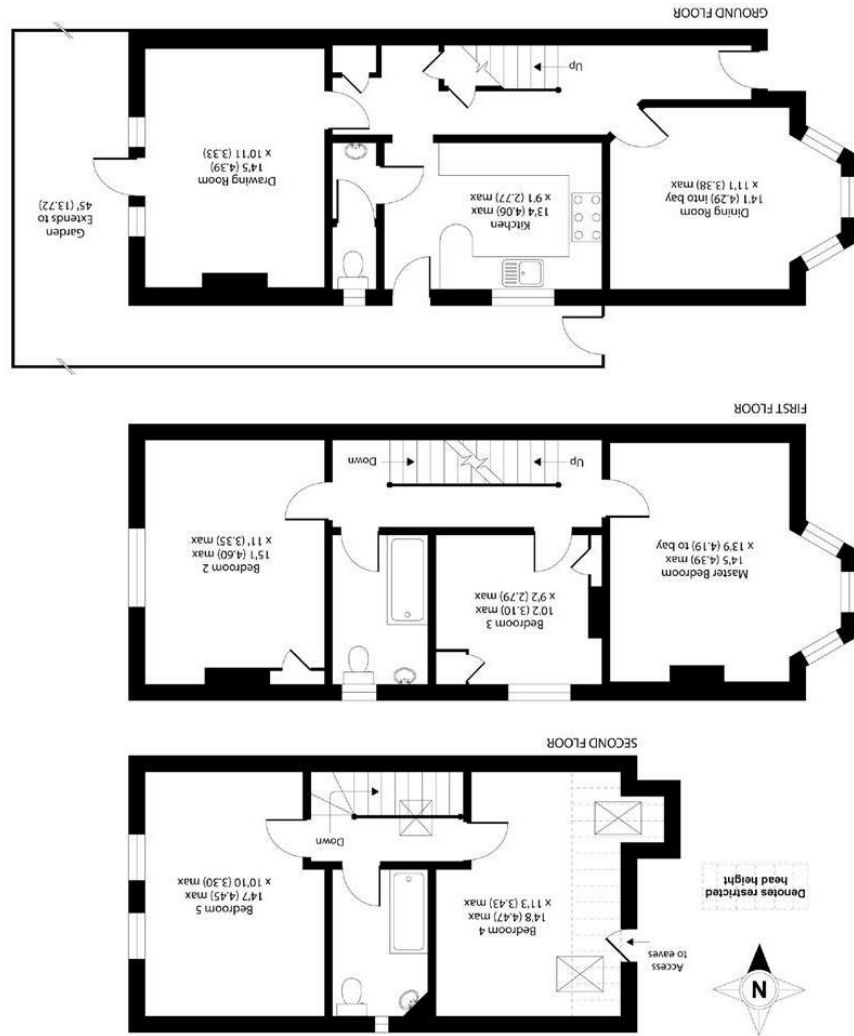 N
Access
to eaves
Denotes restricted
head height
Bedroom 4
14'8 (4.47) max
x 11'3 (3.43) max
Down
Bedroom 5
14'7 (4.45) max
x 10'10 (3.30) max
SECOND FLOOR
Master Bedroom
14'5 (4.39) max
x 13'9 (4.19) to bay
Bedroom 3
10'2 (3.10) max
x 9'2 (2.79) max
Bedroom 2
15'1 (4.60) max
x 11' (3.35) max
Up
Down
FIRST FLOOR
Dining Room
14'1 (4.29) into bay
x 11'1 (3.38) max
Kitchen
13'4 (4.06) max
x 9'1 (2.77) max
Drawing Room
14'5 (4.39)
x 10'11 (3.33)
Garden
Extends to
45' (13.72)
Up
GROUND FLOOR